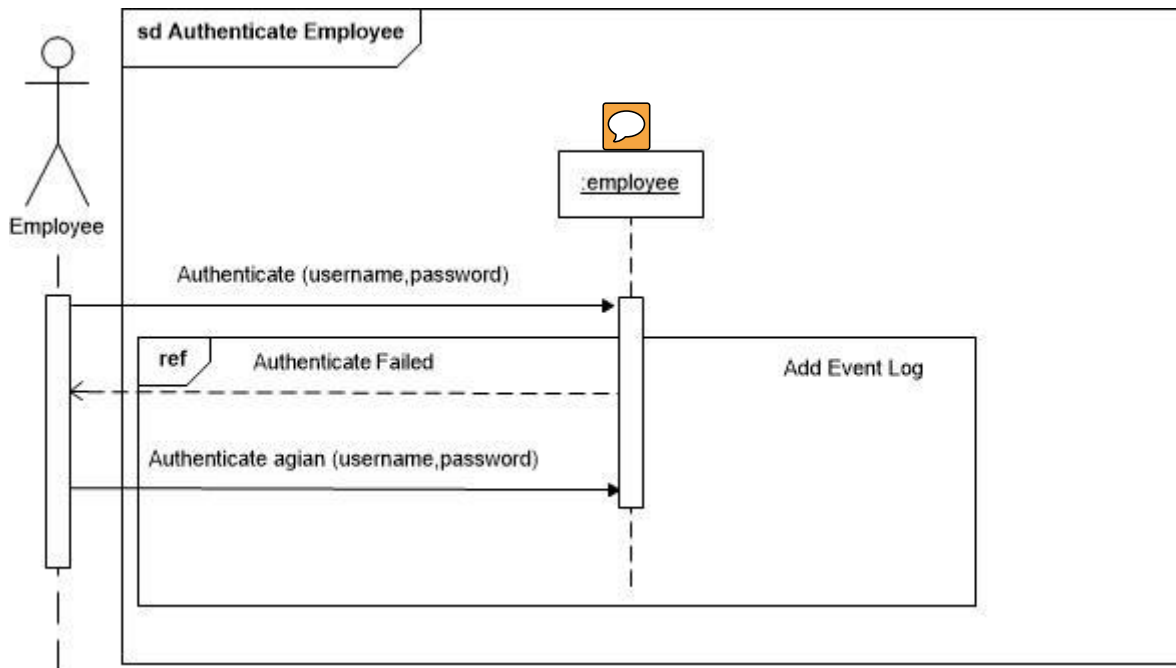 sd Authenticate Employee
:employee
Employee
Authenticate (username,password)
ref
Authenticate Failed
Add Event Log
Authenticate agian (username,password)